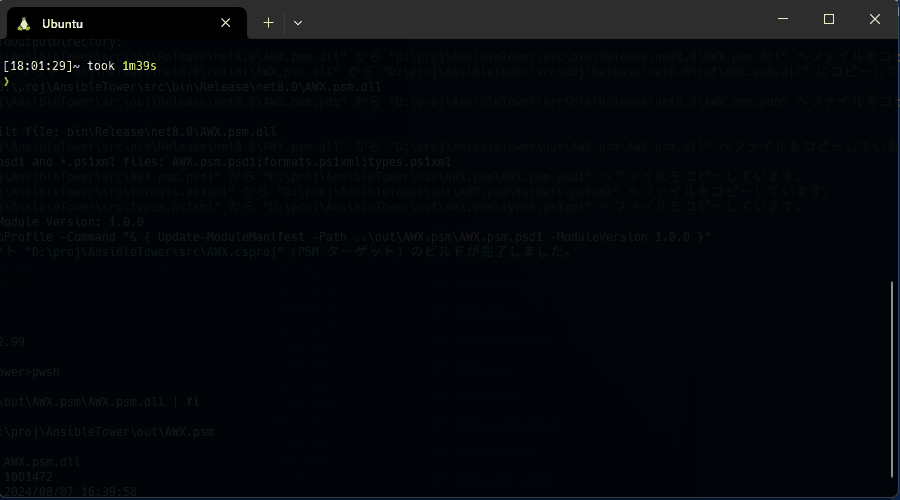 Ubuntu
oOutputDirectory:
[18:01:29]~ took 1m39s
❯
\proj\AnsibleTower\src\bin\Release\net8.0\AWX.psm.dll
j\AnsibleTower\src\obj\Release\net8.0\AWX.psm.pdb" から "D:\proj\AnsibleTower\src\bin\Release\net8.0\AWX.psm.pdb" へファイルをコピ
ilt file: bin\Release\net8.0\AWX.psm.dll
j\AnsibleTower\src\bin\Release\net8.0\AWX.psm.dll" から "D:\proj\AnsibleTower\out\AWX.psm\AWX.psm.dll" へファイルをコピーしていま
psd1 and *.ps1xml files: AWX.psm.psd1;formats.ps1xml;types.ps1xml
j\AnsibleTower\src\AWX.psm.psd1" から "D:\proj\AnsibleTower\out\AWX.psm\AWX.psm.psd1" へファイルをコピーしています。
j\AnsibleTower\src\formats.ps1xml" から "D:\proj\AnsibleTower\out\AWX.psm\formats.ps1xml" へファイルをコピーしています。
j\AnsibleTower\src\types.ps1xml" から "D:\proj\AnsibleTower\out\AWX.psm\types.ps1xml" へファイルをコピーしています。
Module Version: 1.0.0
oProfile -Command "& { Update-ModuleManifest -Path ..\out\AWX.psm\AWX.psm.psd1 -ModuleVersion 1.0.0 }"
クト "D:\proj\AnsibleTower\src\AWX.csproj" (PSM ターゲット) のビルドが完了しました。
2.99
ower>pwsh
\out\AWX.psm\AWX.psm.dll ¦ fl
:\proj\AnsibleTower\out\AWX.psm
AWX.psm.dll
1001472
2024/08/07 16:39:58